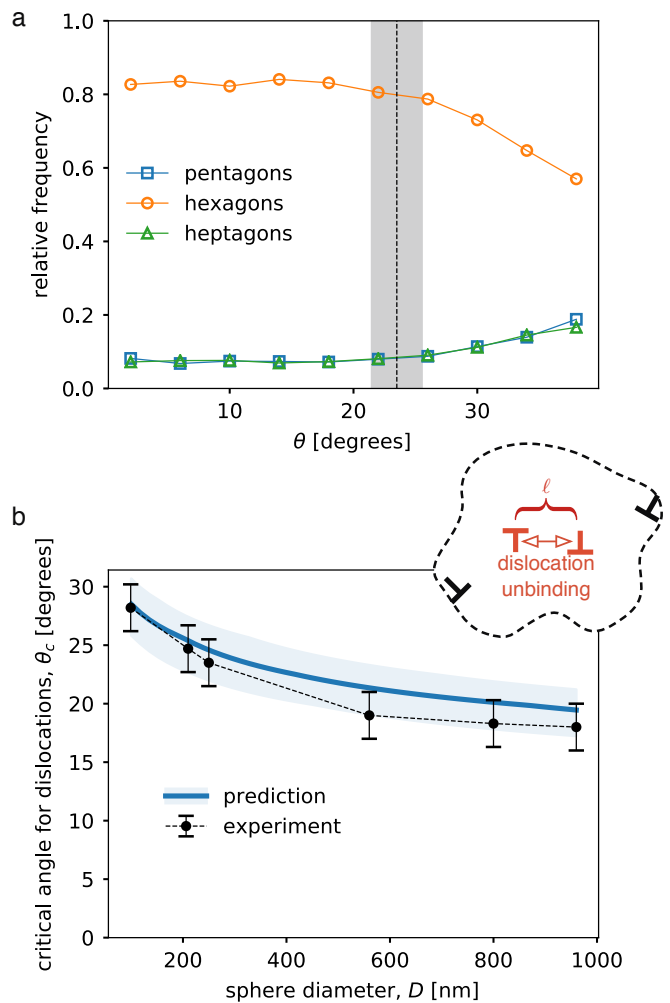 a
1.0
0.8
0.6
0.4
0.2
0.0
relative frequency
pentagons
hexagons
heptagons
10
20
30
θ [degrees]
b
ℓ
dislocation
unbinding
30
25
20
15
10
5
0
critical angle for dislocations, θc [degrees]
prediction
experiment
200
400
600
800
1000
sphere diameter, D [nm]